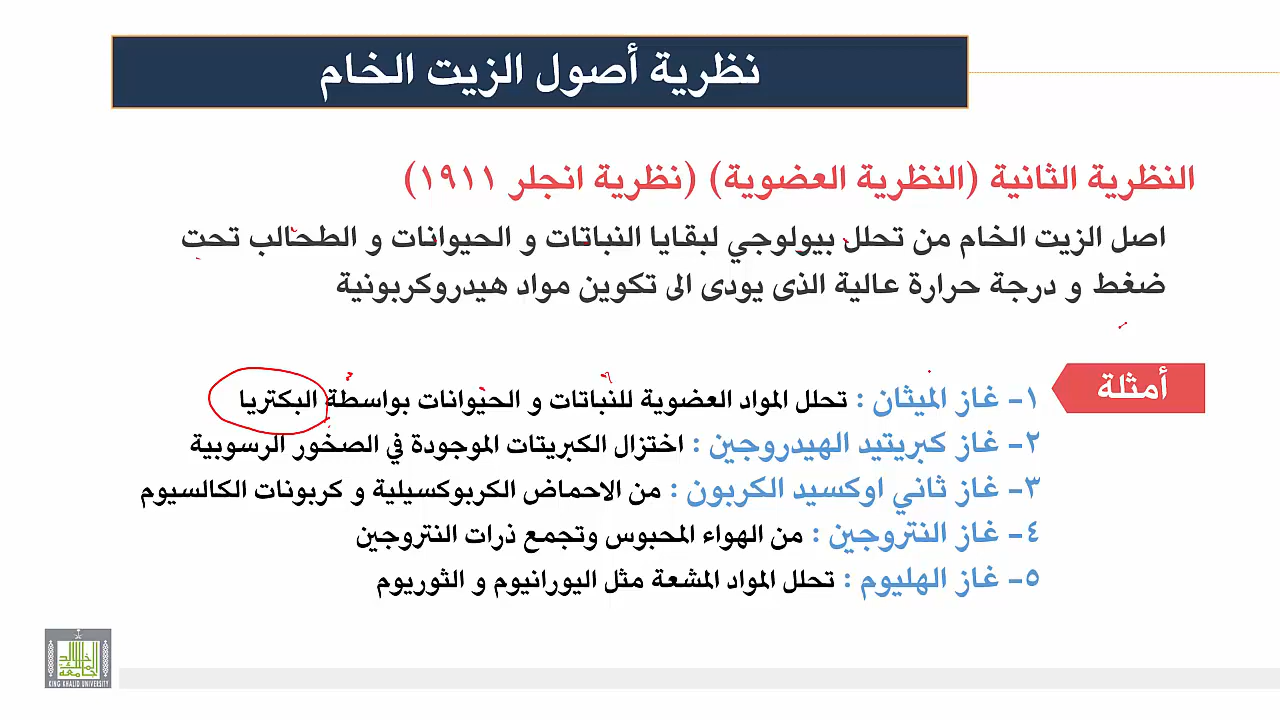 نظرية أصول الزيت الخام
النظرية الثانية (النظرية العضوية) (نظرية انجلر ١٩١١)
اصل الزيت الخام من تحلل بيولوجي لبقايا النباتات و الحيوانات و الطحالب تحت
ضغط و درجة حرارة عالية الذى يودى الى تكوين مواد هيدروكربونية
أمثلة
١- غاز الميثان : تحلل المواد العضوية للنباتات و الحيوانات بواسطة البكتريا
٢- غاز كبريتيد الهيدروجين : اختزال الكبريتات الموجودة في الصخور الرسوبية
٣- غاز ثاني اوكسيد الكربون : من الاحماض الكربوكسيلية و كربونات الكالسيوم
٤- غاز النتروجين : من الهواء المحبوس وتجمع ذرات النتروجين
٥- غاز الهليوم : تحلل المواد المشعة مثل اليورانيوم و الثوريوم
KING KHALID UNIVERSITY